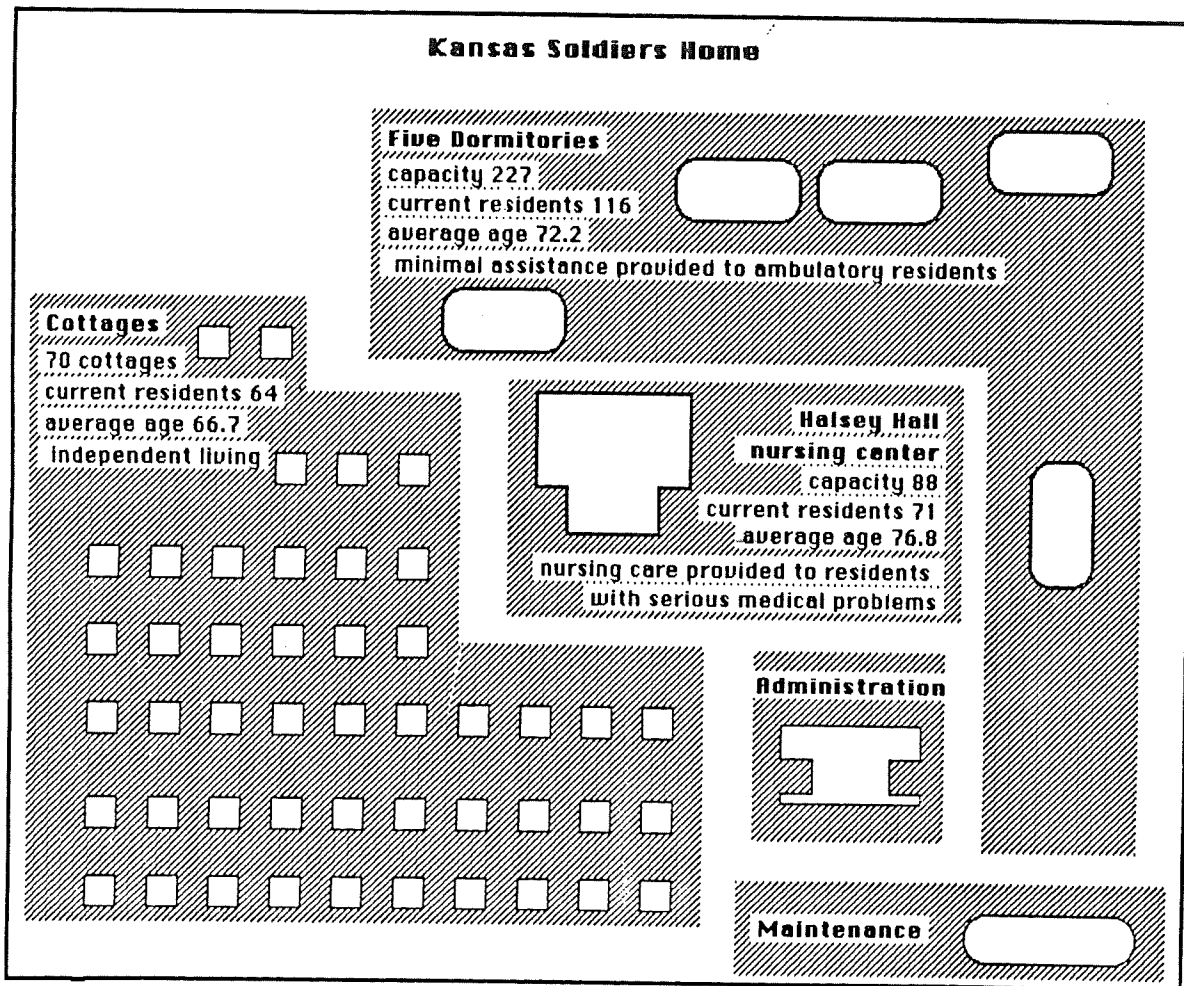 Kansas Soldiers Home
Five Dormitories
capacity 227
current residents 116
average age 72.2
minimal assistance provided to ambulatory residents
Cottages
70 cottages
current residents 64
average age 66.7
independent living
Halsey Hall
nursing center
capacity 88
current residents 71
average age 76.8
nursing care provided to residents
with serious medical problems
Administration
Maintenance